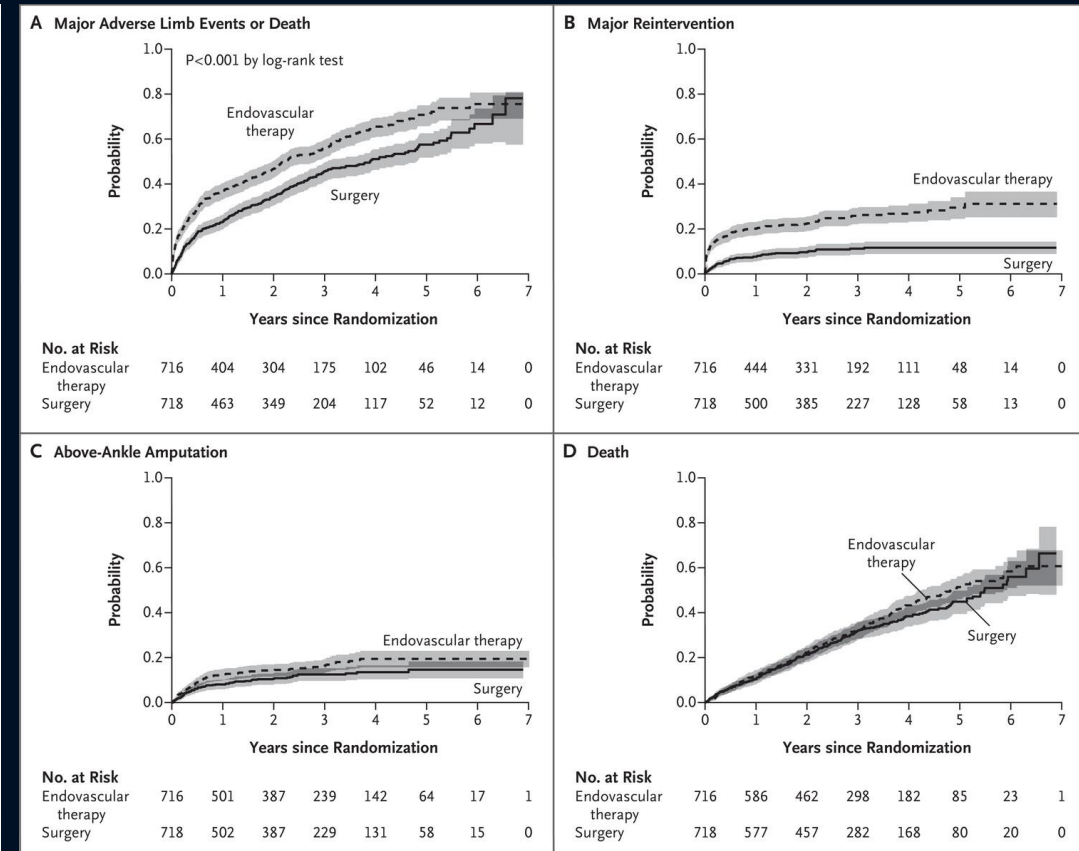 A Major Adverse Limb Events or Death
P<0.001 by log-rank test
Probability
1.0
0.8
0.6
0.4
0.2
0.0
Endovascular
therapy
Surgery
0 1 2 3 4 5 6 7
Years since Randomization
No. at Risk
Endovascular therapy 716 404 304 175 102 46 14 0
Surgery 718 463 349 204 117 52 12 0
B Major Reintervention
Probability
1.0
0.8
0.6
0.4
0.2
0.0
Endovascular therapy
Surgery
0 1 2 3 4 5 6 7
Years since Randomization
No. at Risk
Endovascular therapy 716 444 331 192 111 48 14 0
Surgery 718 500 385 227 128 58 13 0
C Above-Ankle Amputation
Probability
1.0
0.8
0.6
0.4
0.2
0.0
Endovascular therapy
Surgery
0 1 2 3 4 5 6 7
Years since Randomization
No. at Risk
Endovascular therapy 716 501 387 239 142 64 17 1
Surgery 718 502 387 229 131 58 15 0
D Death
Probability
1.0
0.8
0.6
0.4
0.2
0.0
Endovascular
therapy
Surgery
0 1 2 3 4 5 6 7
Years since Randomization
No. at Risk
Endovascular therapy 716 586 462 298 182 85 23 1
Surgery 718 577 457 282 168 80 20 0